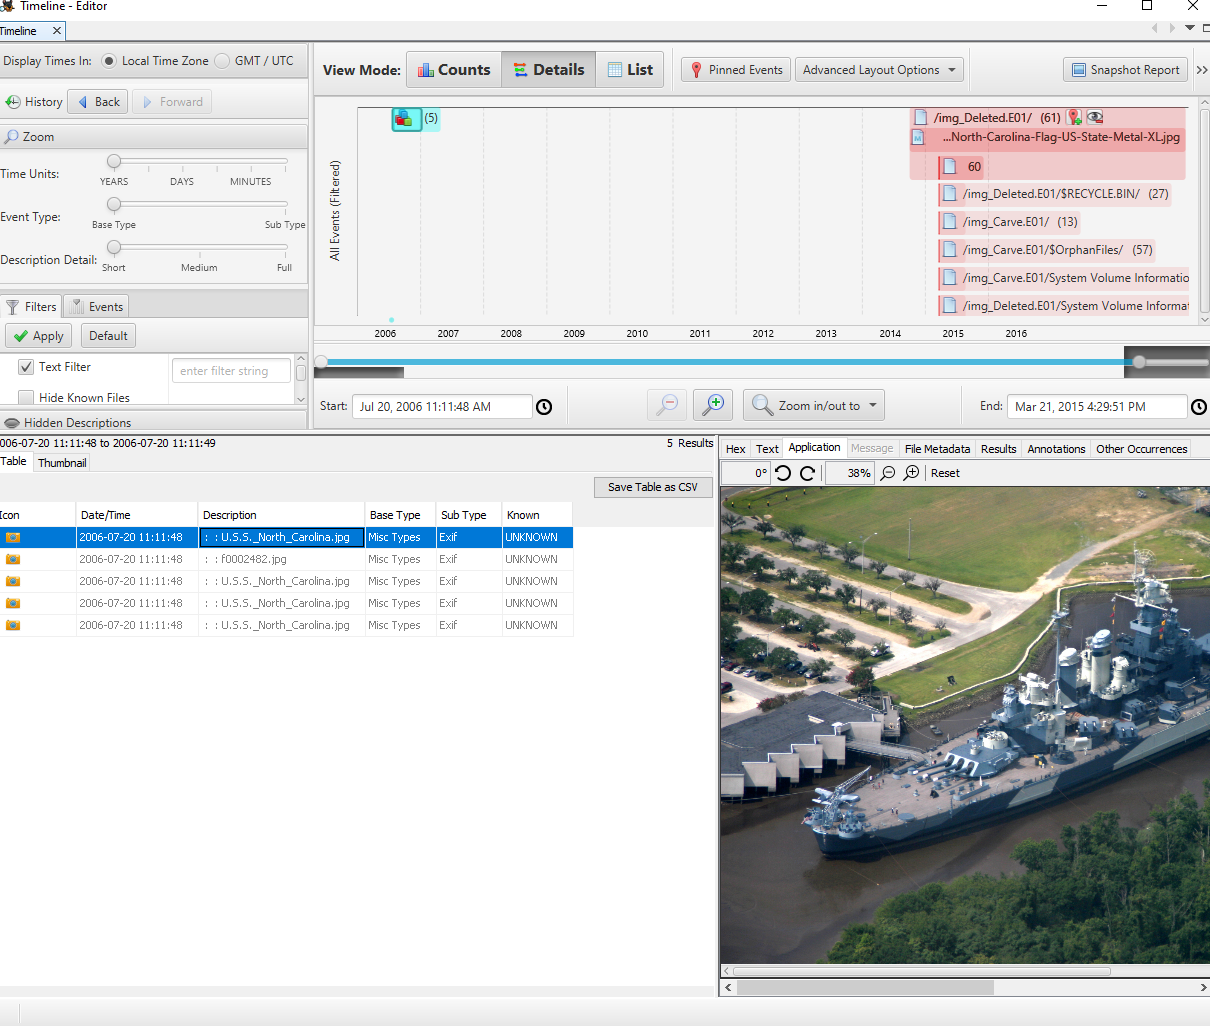 Timeline - Editor
Timeline X
Display Times In: Local Time Zone GMT / UTC
History Back Forward
Zoom
Time Units:
YEARS DAYS MINUTES
Event Type:
Base Type Sub Type
Description Detail:
Short Medium Full
Filters Events
Apply Default
Text Filter enter filter string
Hide Known Files
Hidden Descriptions
View Mode: Counts Details List Pinned Events Advanced Layout Options Snapshot Report
All Events (Filtered)
(5)
/img_Deleted.E01/ (61)
...North-Carolina-Flag-US-State-Metal-XL.jpg
60
/img_Deleted.E01/$RECYCLE.BIN/ (27)
/img_Carve.E01/ (13)
/img_Carve.E01/$OrphanFiles/ (57)
/img_Carve.E01/System Volume Informatio
/img_Deleted.E01/System Volume Informat
2006 2007 2008 2009 2010 2011 2012 2013 2014 2015 2016
Start: Jul 20, 2006 11:11:48 AM Zoom in/out to End: Mar 21, 2015 4:29:51 PM
006-07-20 11:11:48 to 2006-07-20 11:11:49 5 Results
Table Thumbnail
Save Table as CSV
Icon Date/Time Description Base Type Sub Type Known
2006-07-20 11:11:48 : : U.S.S._North_Carolina.jpg Misc Types Exif UNKNOWN
2006-07-20 11:11:48 : : f0002482.jpg Misc Types Exif UNKNOWN
2006-07-20 11:11:48 : : U.S.S._North_Carolina.jpg Misc Types Exif UNKNOWN
2006-07-20 11:11:48 : : U.S.S._North_Carolina.jpg Misc Types Exif UNKNOWN
2006-07-20 11:11:48 : : U.S.S._North_Carolina.jpg Misc Types Exif UNKNOWN
Hex Text Application Message File Metadata Results Annotations Other Occurrences
0° 38% Reset